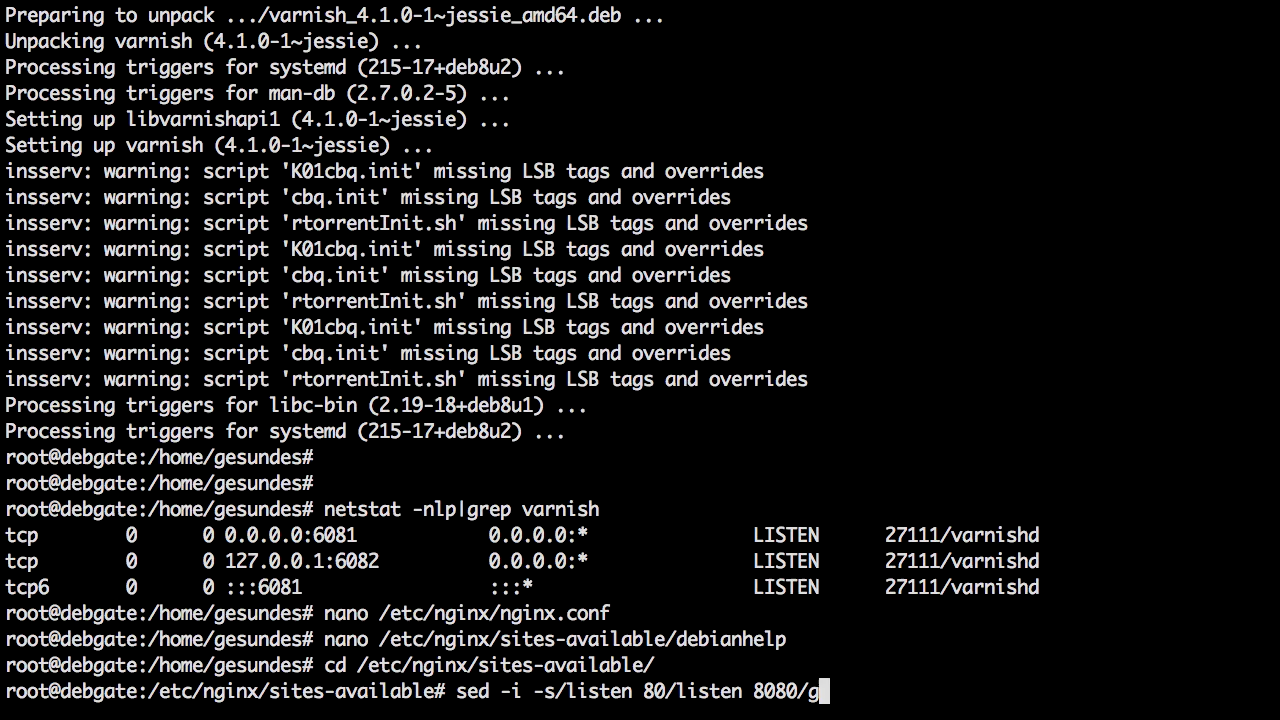 Preparing to unpack .../varnish_4.1.0-1~jessie_amd64.deb ...
Unpacking varnish (4.1.0-1~jessie) ...
Processing triggers for systemd (215-17+deb8u2) ...
Processing triggers for man-db (2.7.0.2-5) ...
Setting up libvarnishapi1 (4.1.0-1~jessie) ...
Setting up varnish (4.1.0-1~jessie) ...
insserv: warning: script 'K01cbq.init' missing LSB tags and overrides
insserv: warning: script 'cbq.init' missing LSB tags and overrides
insserv: warning: script 'rtorrentInit.sh' missing LSB tags and overrides
insserv: warning: script 'K01cbq.init' missing LSB tags and overrides
insserv: warning: script 'cbq.init' missing LSB tags and overrides
insserv: warning: script 'rtorrentInit.sh' missing LSB tags and overrides
insserv: warning: script 'K01cbq.init' missing LSB tags and overrides
insserv: warning: script 'cbq.init' missing LSB tags and overrides
insserv: warning: script 'rtorrentInit.sh' missing LSB tags and overrides
Processing triggers for libc-bin (2.19-18+deb8u1) ...
Processing triggers for systemd (215-17+deb8u2) ...
root@debgate:/home/gesundes#
root@debgate:/home/gesundes#
root@debgate:/home/gesundes# netstat -nlp|grep varnish
tcp        0      0 0.0.0.0:6081            0.0.0.0:*               LISTEN      27111/varnishd
tcp        0      0 127.0.0.1:6082          0.0.0.0:*               LISTEN      27111/varnishd
tcp6       0      0 :::6081                 :::*                    LISTEN      27111/varnishd
root@debgate:/home/gesundes# nano /etc/nginx/nginx.conf
root@debgate:/home/gesundes# nano /etc/nginx/sites-available/debianhelp
root@debgate:/home/gesundes# cd /etc/nginx/sites-available/
root@debgate:/etc/nginx/sites-available# sed -i -s/listen 80/listen 8080/g